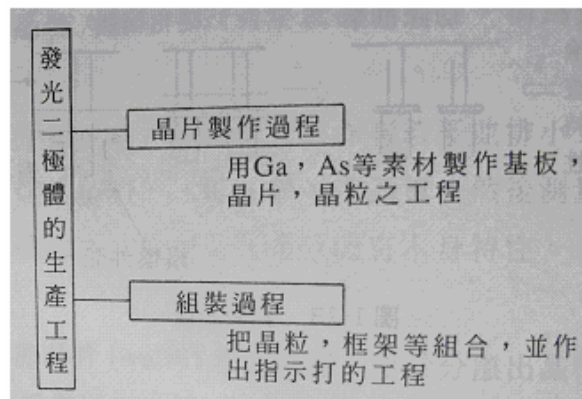 發光二極體的生產工程
晶片製作過程
用Ga，As等素材製作基板，
晶片，晶粒之工程
組裝過程
把晶粒，框架等組合，並作
出指示打的工程